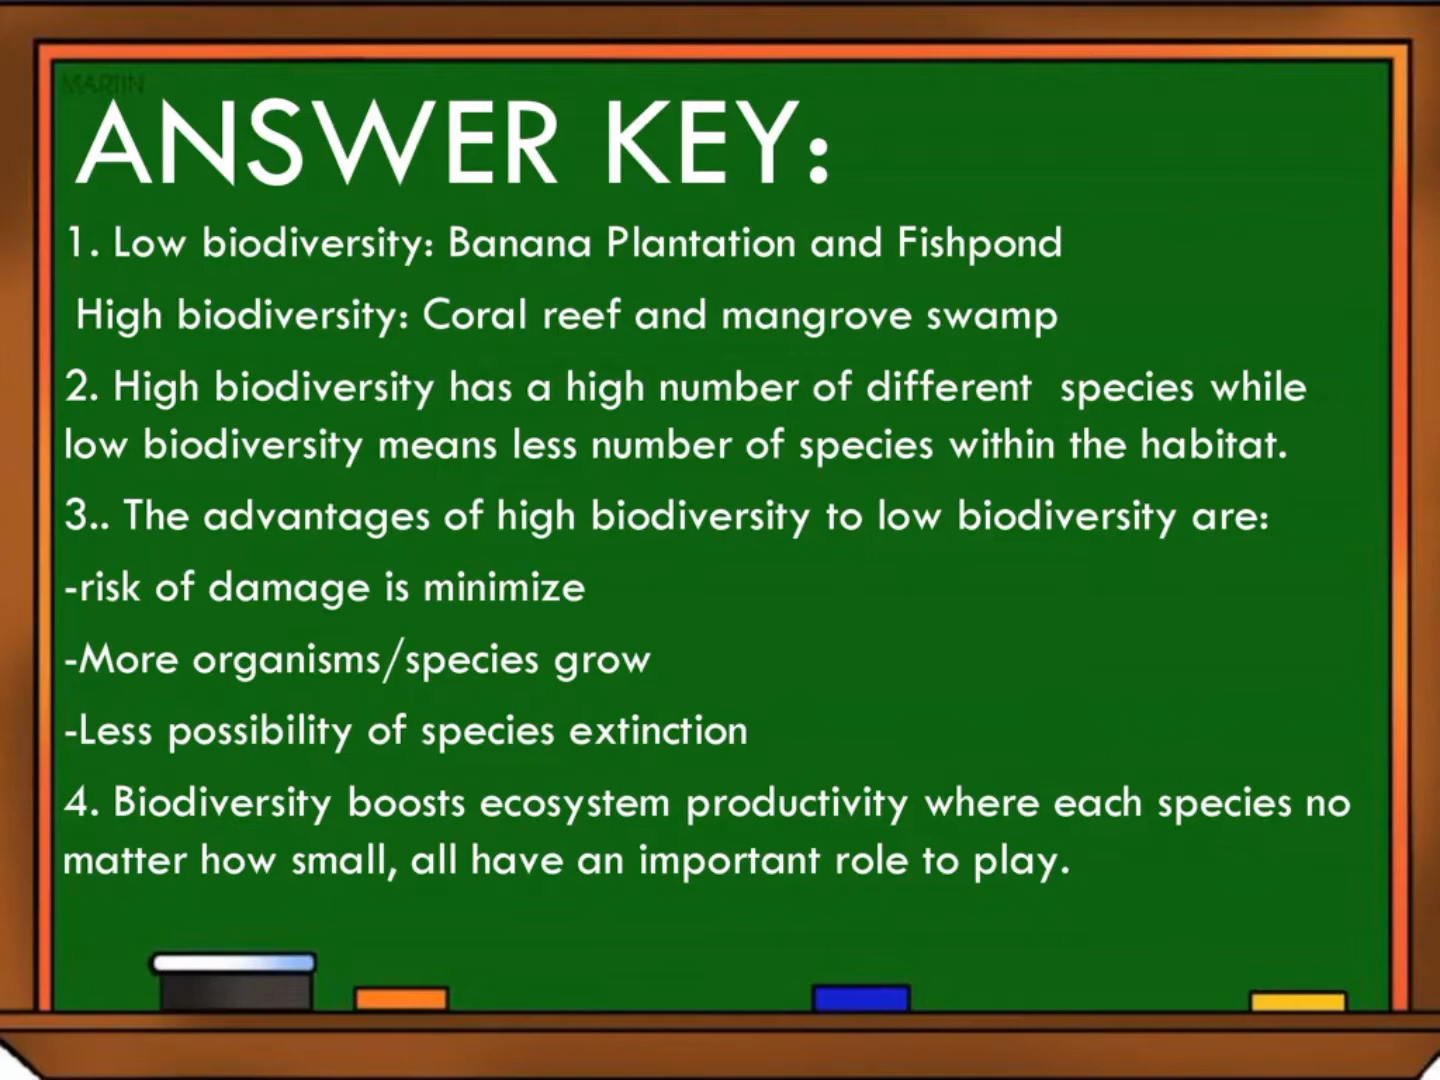 MARTIN
ANSWER KEY:
1. Low biodiversity: Banana Plantation and Fishpond
High biodiversity: Coral reef and mangrove swamp
2. High biodiversity has a high number of different  species while
low biodiversity means less number of species within the habitat.
3.. The advantages of high biodiversity to low biodiversity are:
-risk of damage is minimize
-More organisms/species grow
-Less possibility of species extinction
4. Biodiversity boosts ecosystem productivity where each species no
matter how small, all have an important role to play.